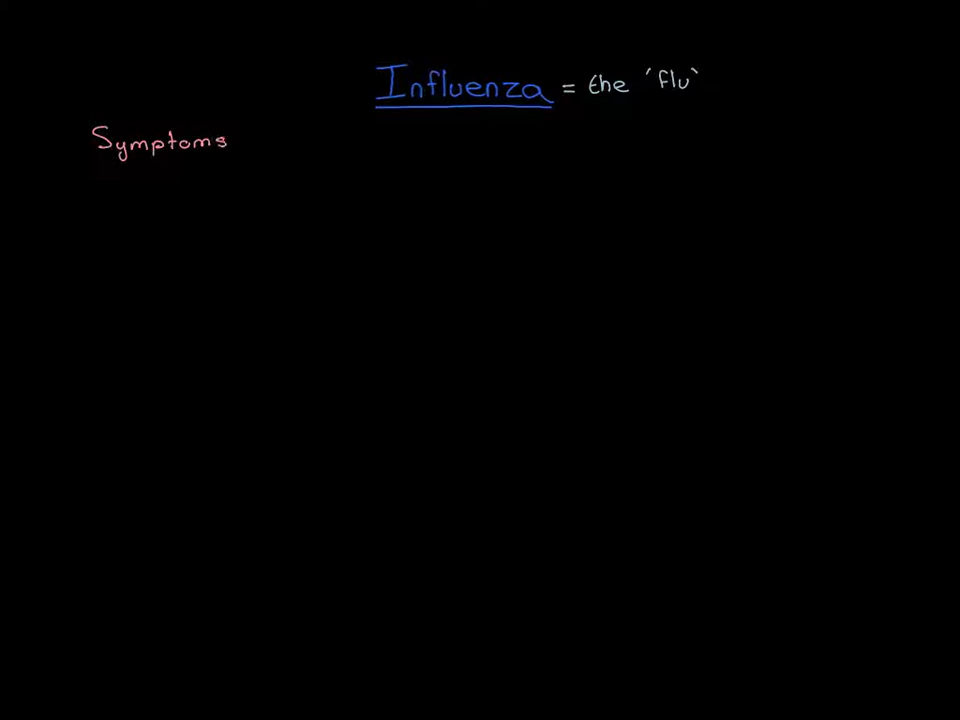 Influenza = the 'flu'
Symptoms